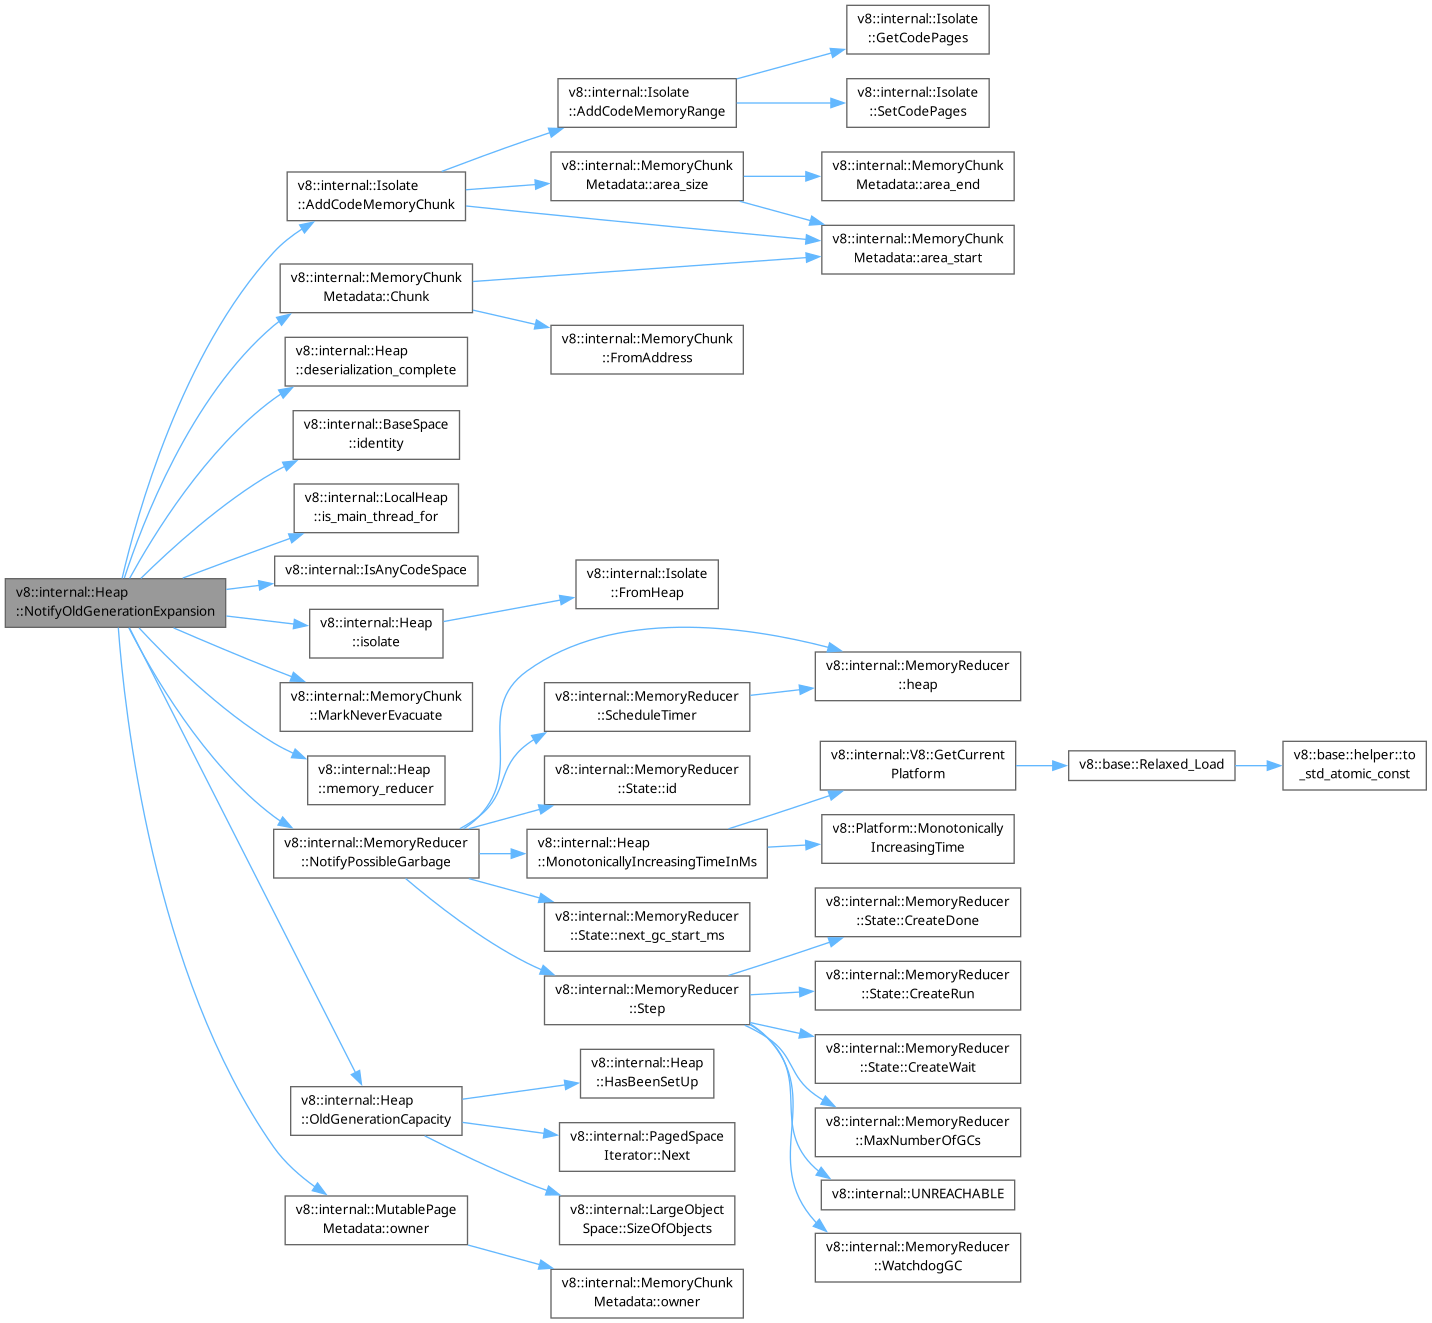 v8::internal::Heap
::NotifyOldGenerationExpansion
v8::internal::Isolate
::AddCodeMemoryChunk
v8::internal::MemoryChunk
Metadata::Chunk
v8::internal::Heap
::deserialization_complete
v8::internal::BaseSpace
::identity
v8::internal::LocalHeap
::is_main_thread_for
v8::internal::IsAnyCodeSpace
v8::internal::Heap
::isolate
v8::internal::MemoryChunk
::MarkNeverEvacuate
v8::internal::Heap
::memory_reducer
v8::internal::MemoryReducer
::NotifyPossibleGarbage
v8::internal::Heap
::OldGenerationCapacity
v8::internal::MutablePage
Metadata::owner
v8::internal::Isolate
::AddCodeMemoryRange
v8::internal::MemoryChunk
Metadata::area_size
v8::internal::MemoryChunk
::FromAddress
v8::internal::Isolate
::FromHeap
v8::internal::MemoryReducer
::ScheduleTimer
v8::internal::MemoryReducer
::State::id
v8::internal::Heap
::MonotonicallyIncreasingTimeInMs
v8::internal::MemoryReducer
::State::next_gc_start_ms
v8::internal::MemoryReducer
::Step
v8::internal::Heap
::HasBeenSetUp
v8::internal::PagedSpace
Iterator::Next
v8::internal::LargeObject
Space::SizeOfObjects
v8::internal::MemoryChunk
Metadata::owner
v8::internal::Isolate
::GetCodePages
v8::internal::Isolate
::SetCodePages
v8::internal::MemoryChunk
Metadata::area_end
v8::internal::MemoryChunk
Metadata::area_start
v8::internal::MemoryReducer
::heap
v8::internal::V8::GetCurrent
Platform
v8::Platform::Monotonically
IncreasingTime
v8::internal::MemoryReducer
::State::CreateDone
v8::internal::MemoryReducer
::State::CreateRun
v8::internal::MemoryReducer
::State::CreateWait
v8::internal::MemoryReducer
::MaxNumberOfGCs
v8::internal::UNREACHABLE
v8::internal::MemoryReducer
::WatchdogGC
v8::base::Relaxed_Load
v8::base::helper::to
_std_atomic_const